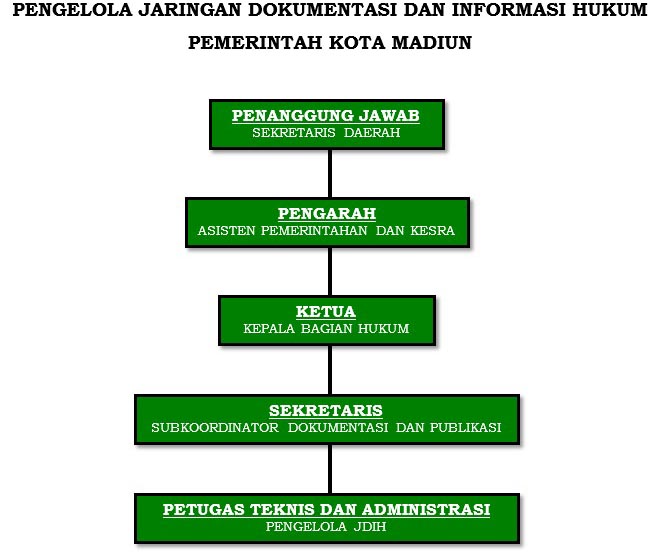 PENGELOLA JARINGAN DOKUMENTASI DAN INFORMASI HUKUM
PEMERINTAH KOTA MADIUN
PENANGGUNG JAWAB
SEKRETARIS DAERAH
PENGARAH
ASISTEN PEMERINTAHAN DAN KESRA
KETUA
KEPALA BAGIAN HUKUM
SEKRETARIS
SUBKOORDINATOR DOKUMENTASI DAN PUBLIKASI
PETUGAS TEKNIS DAN ADMINISTRASI
PENGELOLA JDIH